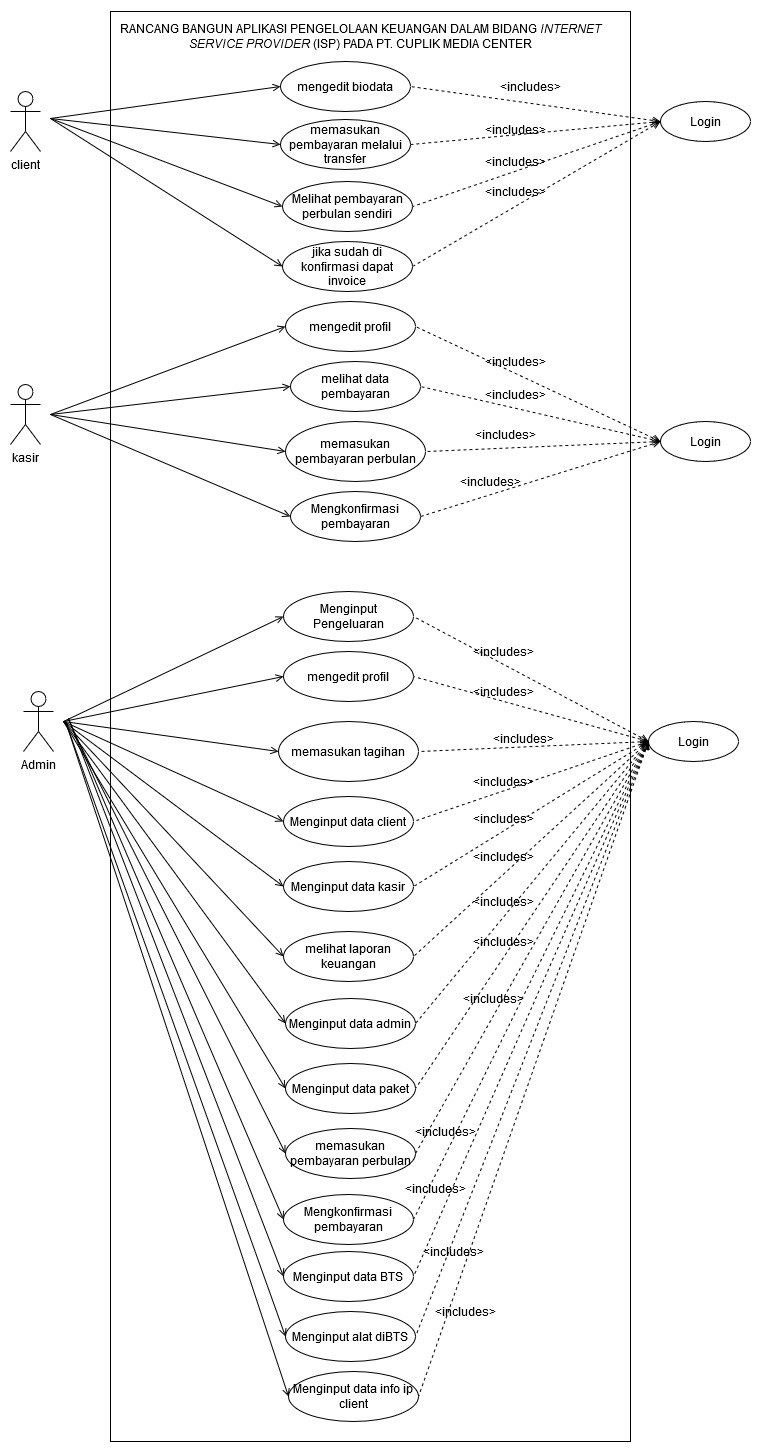 RANCANG BANGUN APLIKASI PENGELOLAAN KEUANGAN DALAM BIDANG INTERNET
SERVICE PROVIDER (ISP) PADA PT. CUPLIK MEDIA CENTER
client
mengedit biodata
<includes>
memasukan
pembayaran melalui
transfer
<includes>
Melihat pembayaran
perbulan sendiri
<includes>
jika sudah di
konfirmasi dapat
invoice
<includes>
Login
kasir
mengedit profil
<includes>
melihat data
pembayaran
<includes>
memasukan
pembayaran perbulan
<includes>
Mengkonfirmasi
pembayaran
<includes>
Login
Admin
Menginput
Pengeluaran
<includes>
mengedit profil
<includes>
memasukan tagihan
<includes>
Login
Menginput data client
<includes>
Menginput data kasir
<includes>
melihat laporan
keuangan
<includes>
Menginput data admin
<includes>
Menginput data paket
<includes>
memasukan
pembayaran perbulan
<includes>
Mengkonfirmasi
pembayaran
<includes>
Menginput data BTS
<includes>
Menginput alat diBTS
<includes>
Menginput data info ip
client
<includes>